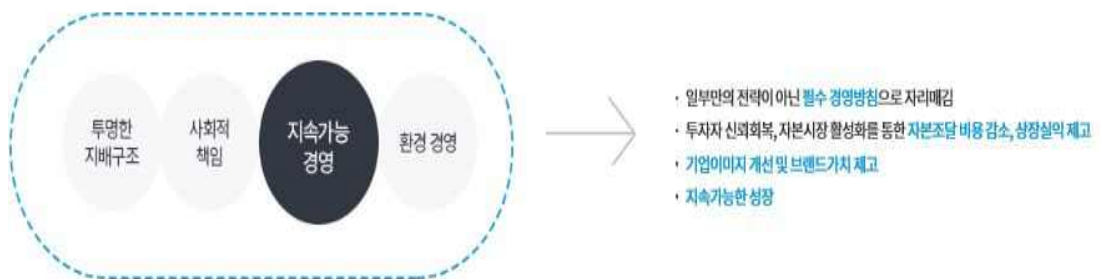 투명한
지배구조
사회적
책임
지속가능
경영
환경 경영
· 일부만의 전략이 아닌 필수 경영방침으로 자리매김
· 투자자 신뢰회복, 자본시장 활성화를 통한 자본조달 비용 감소, 상장실익 제고
· 기업이미지 개선 및 브랜드가치 제고
· 지속가능한 성장